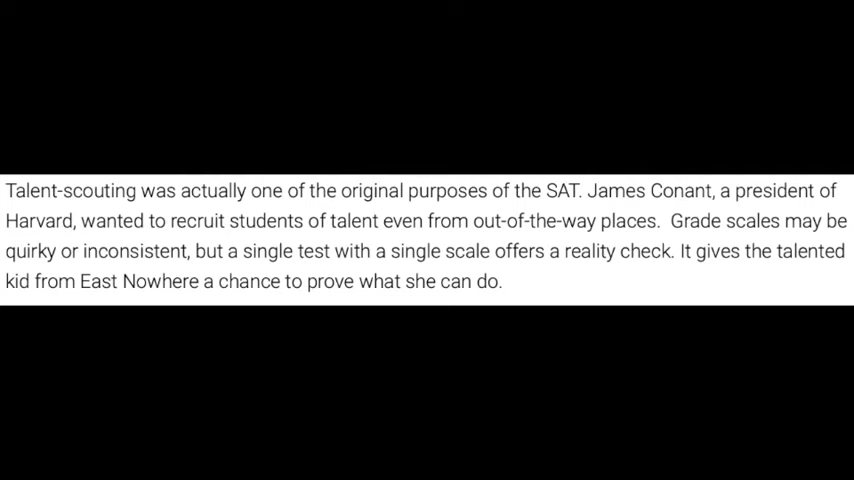 Talent-scouting was actually one of the original purposes of the SAT. James Conant, a president of
Harvard, wanted to recruit students of talent even from out-of-the-way places.  Grade scales may be
quirky or inconsistent, but a single test with a single scale offers a reality check. It gives the talented
kid from East Nowhere a chance to prove what she can do.